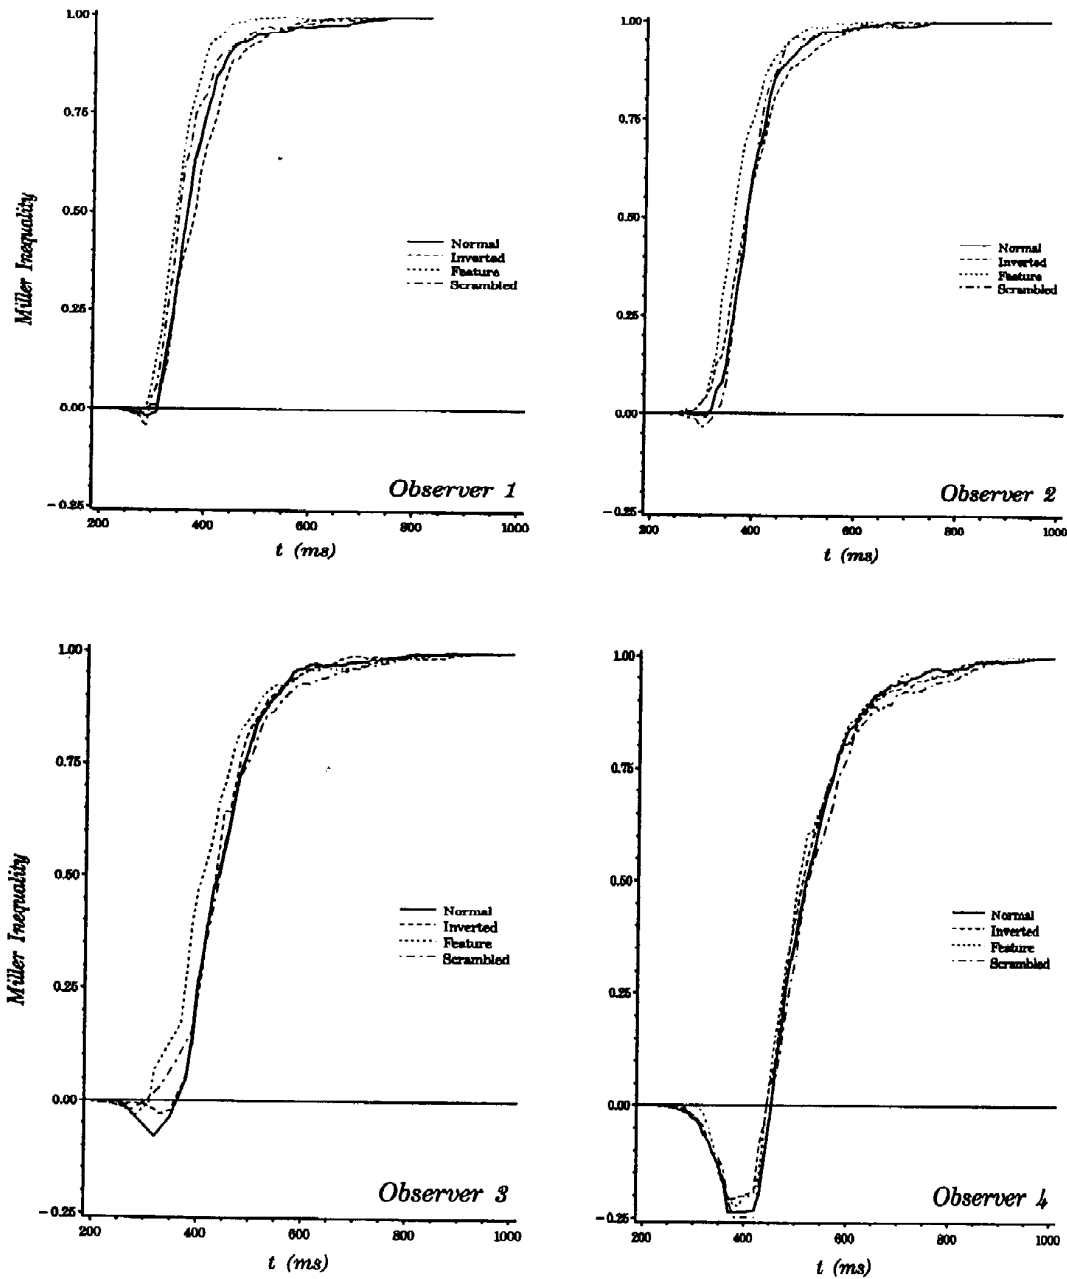 1.00
0.75
0.50
0.25
0.00
-0.25
Miller Inequality
Normal
Inverted
Feature
Scrambled
Observer 1
200 400 600 800 1000
t (ms)
1.00
0.75
0.50
0.25
0.00
-0.25
Normal
Inverted
Feature
Scrambled
Observer 2
200 400 600 800 1000
t (ms)
1.00
0.75
0.50
0.25
0.00
-0.25
Miller Inequality
Normal
Inverted
Feature
Scrambled
Observer 3
200 400 600 800 1000
t (ms)
1.00
0.75
0.50
0.25
0.00
-0.25
Normal
Inverted
Feature
Scrambled
Observer 4
200 400 600 800 1000
t (ms)